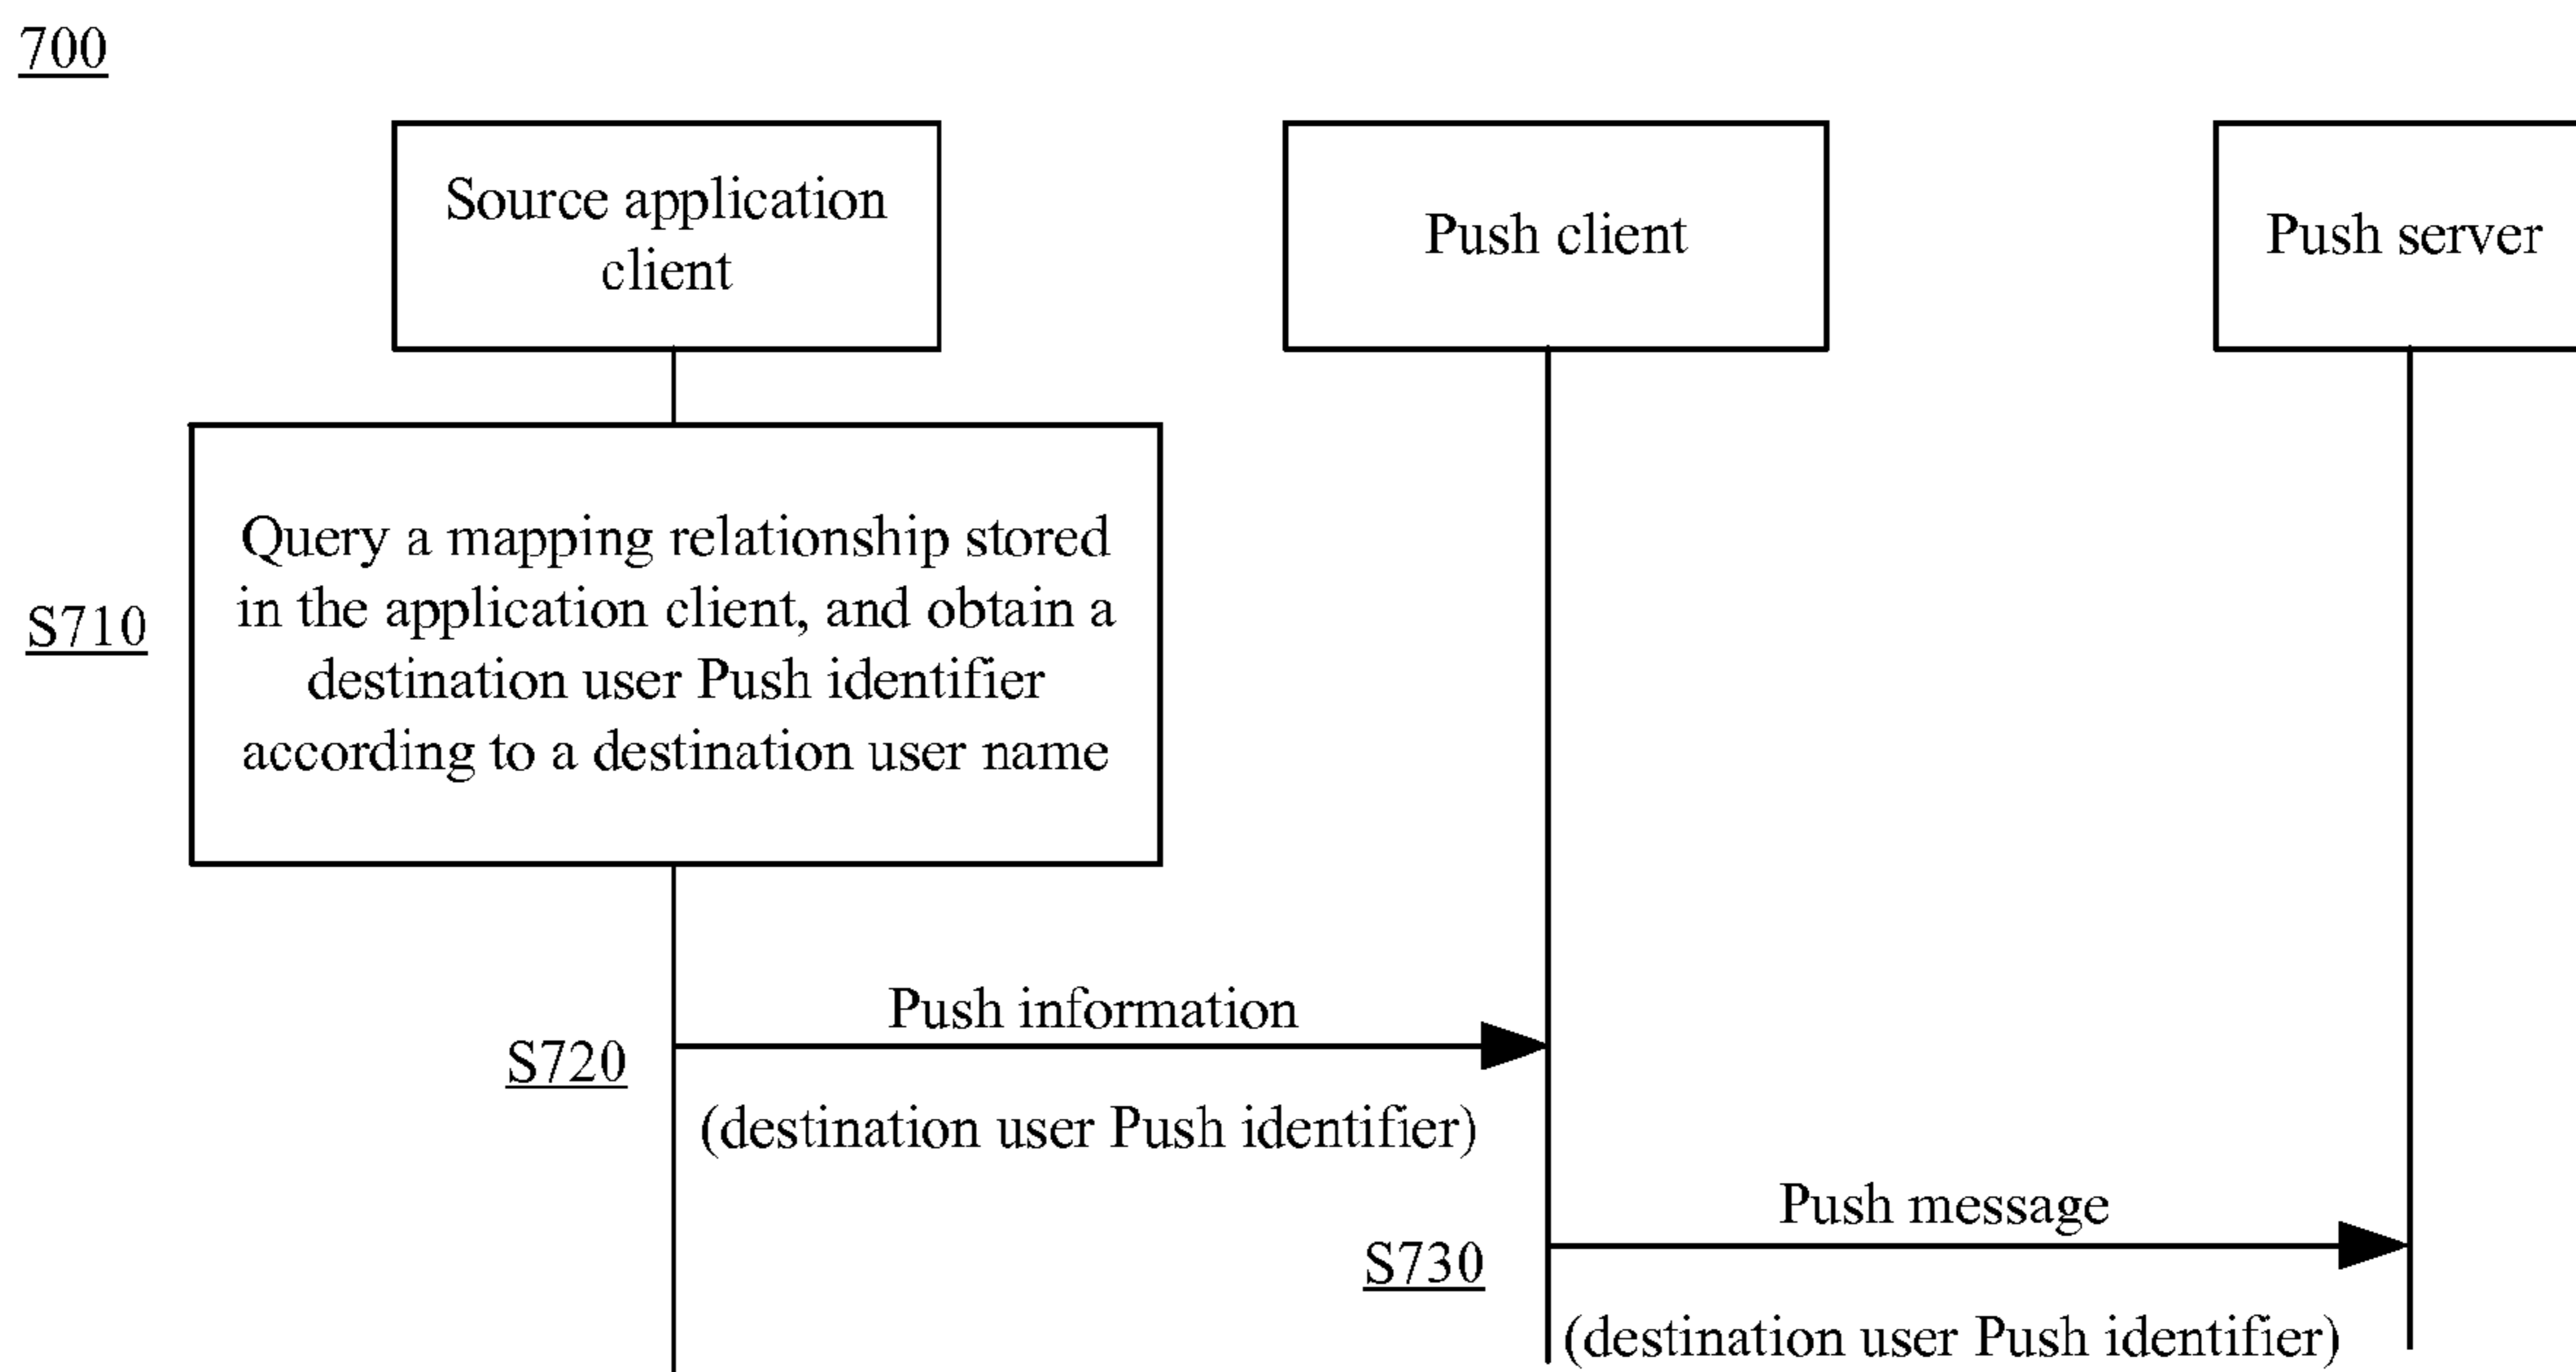 700
Source application
client
Push client
Push server
Query a mapping relationship stored
in the application client, and obtain a
destination user Push identifier
according to a destination user name
S710
Push information
S720
(destination user Push identifier)
Push message
S730
(destination user Push identifier)